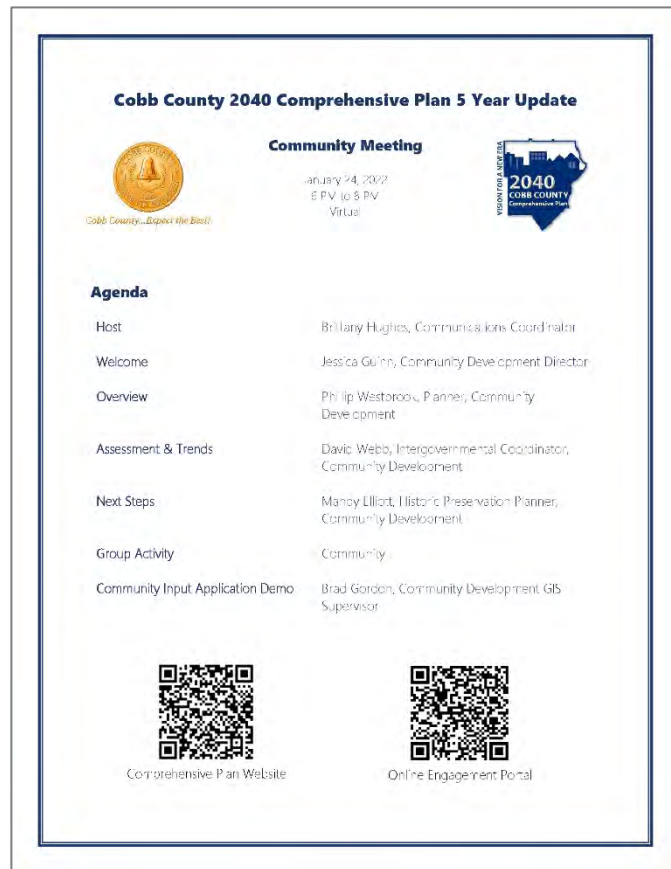 Cobb County 2040 Comprehensive Plan 5 Year Update
Community Meeting
January 24, 2022
6 PM to 8 PM
Virtual
Cobb County...Expect the Best!
VISION FOR A NEW ERA
2040
COBB COUNTY
Comprehensive Plan
Agenda
Host
Brittany Hughes, Communications Coordinator
Welcome
Jessica Guinn, Community Development Director
Overview
Phillip Westbrook, Planner, Community
Development
Assessment & Trends
David Webb, Intergovernmental Coordinator,
Community Development
Next Steps
Mandy Elliott, Historic Preservation Planner,
Community Development
Group Activity
Community
Community Input Application Demo
Brad Gordon, Community Development GIS
Supervisor
Comprehensive Plan Website
Online Engagement Portal